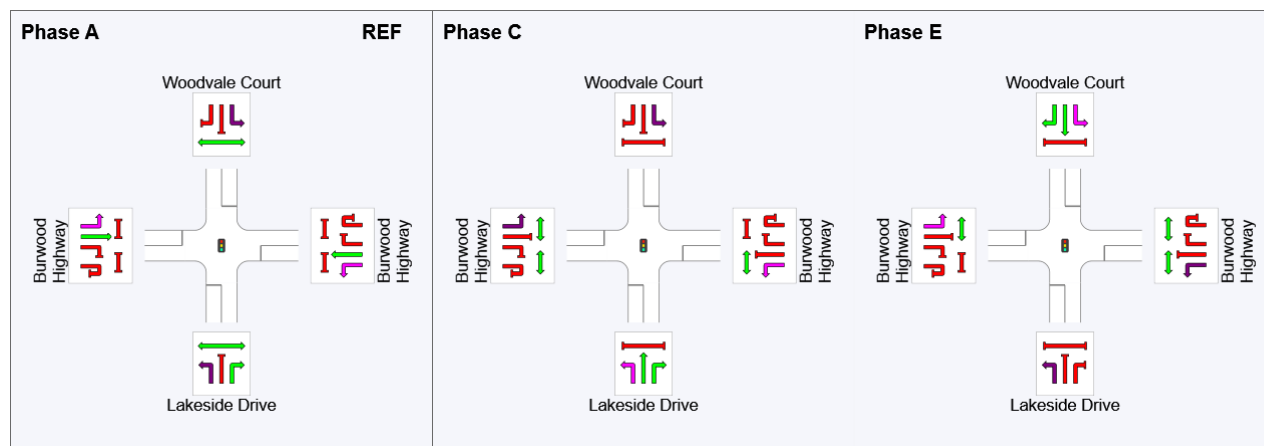 Phase A
REF
Woodvale Court
Burwood
Highway
Burwood
Highway
Lakeside Drive
Phase C
Woodvale Court
Burwood
Highway
Burwood
Highway
Lakeside Drive
Phase E
Woodvale Court
Burwood
Highway
Burwood
Highway
Lakeside Drive